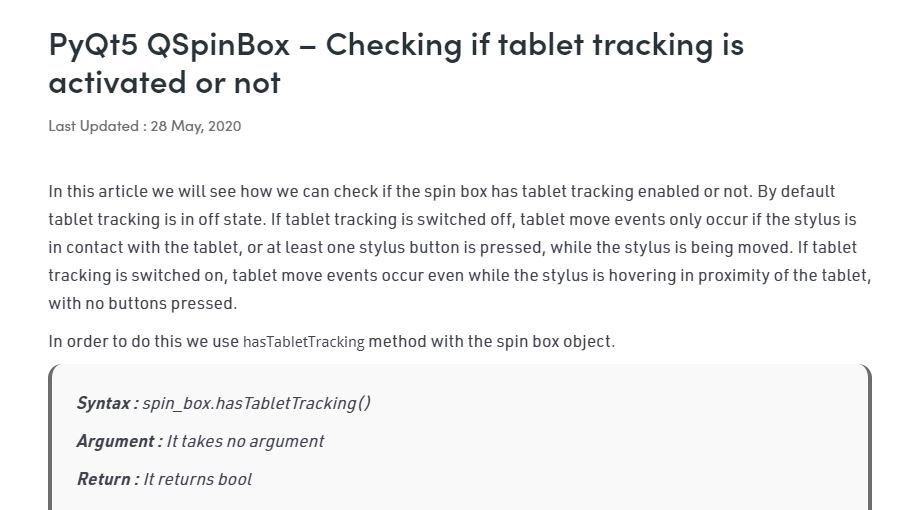 PyQt5 QSpinBox – Checking if tablet tracking is
activated or not
Last Updated : 28 May, 2020
In this article we will see how we can check if the spin box has tablet tracking enabled or not. By default
tablet tracking is in off state. If tablet tracking is switched off, tablet move events only occur if the stylus is
in contact with the tablet, or at least one stylus button is pressed, while the stylus is being moved. If tablet
tracking is switched on, tablet move events occur even while the stylus is hovering in proximity of the tablet,
with no buttons pressed.
In order to do this we use hasTabletTracking method with the spin box object.
Syntax : spin_box.hasTabletTracking()
Argument : It takes no argument
Return : It returns bool